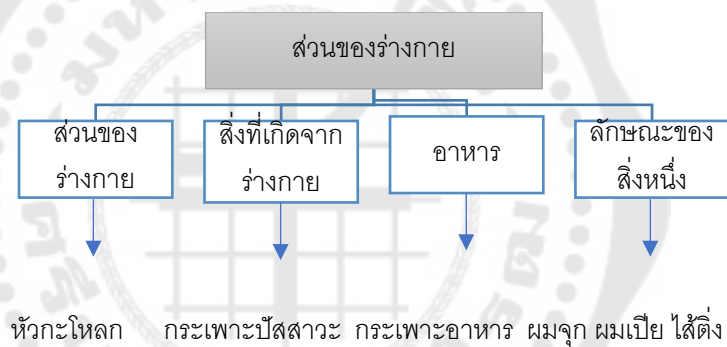 ส่วนของร่างกาย
ส่วนของ
ร่างกาย
สิ่งที่เกิดจาก
ร่างกาย
อาหาร
ลักษณะของ
สิ่งหนึ่ง
หัวกะโหลก กระเพาะปัสสาวะ กระเพาะอาหาร ผมจุก ผมเปีย ไส้ติ่ง